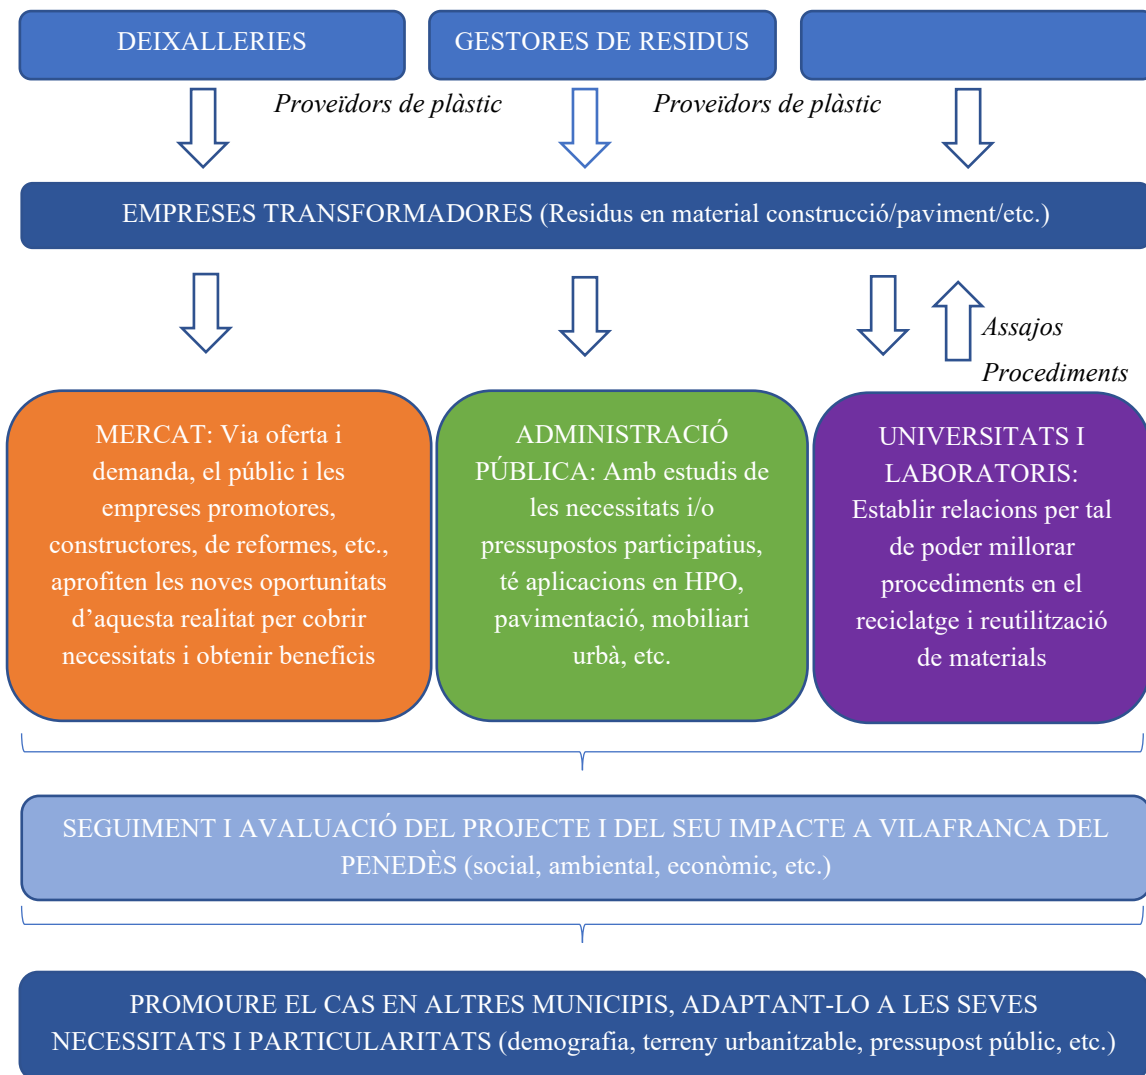 DEIXALLERIES
GESTORES DE RESIDUS
Proveïdors de plàstic
Proveïdors de plàstic
EMPRESES TRANSFORMADORES (Residus en material construcció/paviment/etc.)
Assajos
Procediments
MERCAT: Via oferta i
demanda, el públic i les
empreses promotores,
constructores, de reformes, etc.,
aprofiten les noves oportunitats
d’aquesta realitat per cobrir
necessitats i obtenir beneficis
ADMINISTRACIÓ
PÚBLICA: Amb estudis de
les necessitats i/o
pressupostos participatius,
té aplicacions en HPO,
pavimentació, mobiliari
urbà, etc.
UNIVERSITATS I
LABORATORIS:
Establir relacions per tal
de poder millorar
procediments en el
reciclatge i reutilització
de materials
SEGUIMENT I AVALUACIÓ DEL PROJECTE I DEL SEU IMPACTE A VILAFRANCA DEL
PENEDÈS (social, ambiental, econòmic, etc.)
PROMOURE EL CAS EN ALTRES MUNICIPIS, ADAPTANT-LO A LES SEVES
NECESSITATS I PARTICULARITATS (demografia, terreny urbanitzable, pressupost públic, etc.)